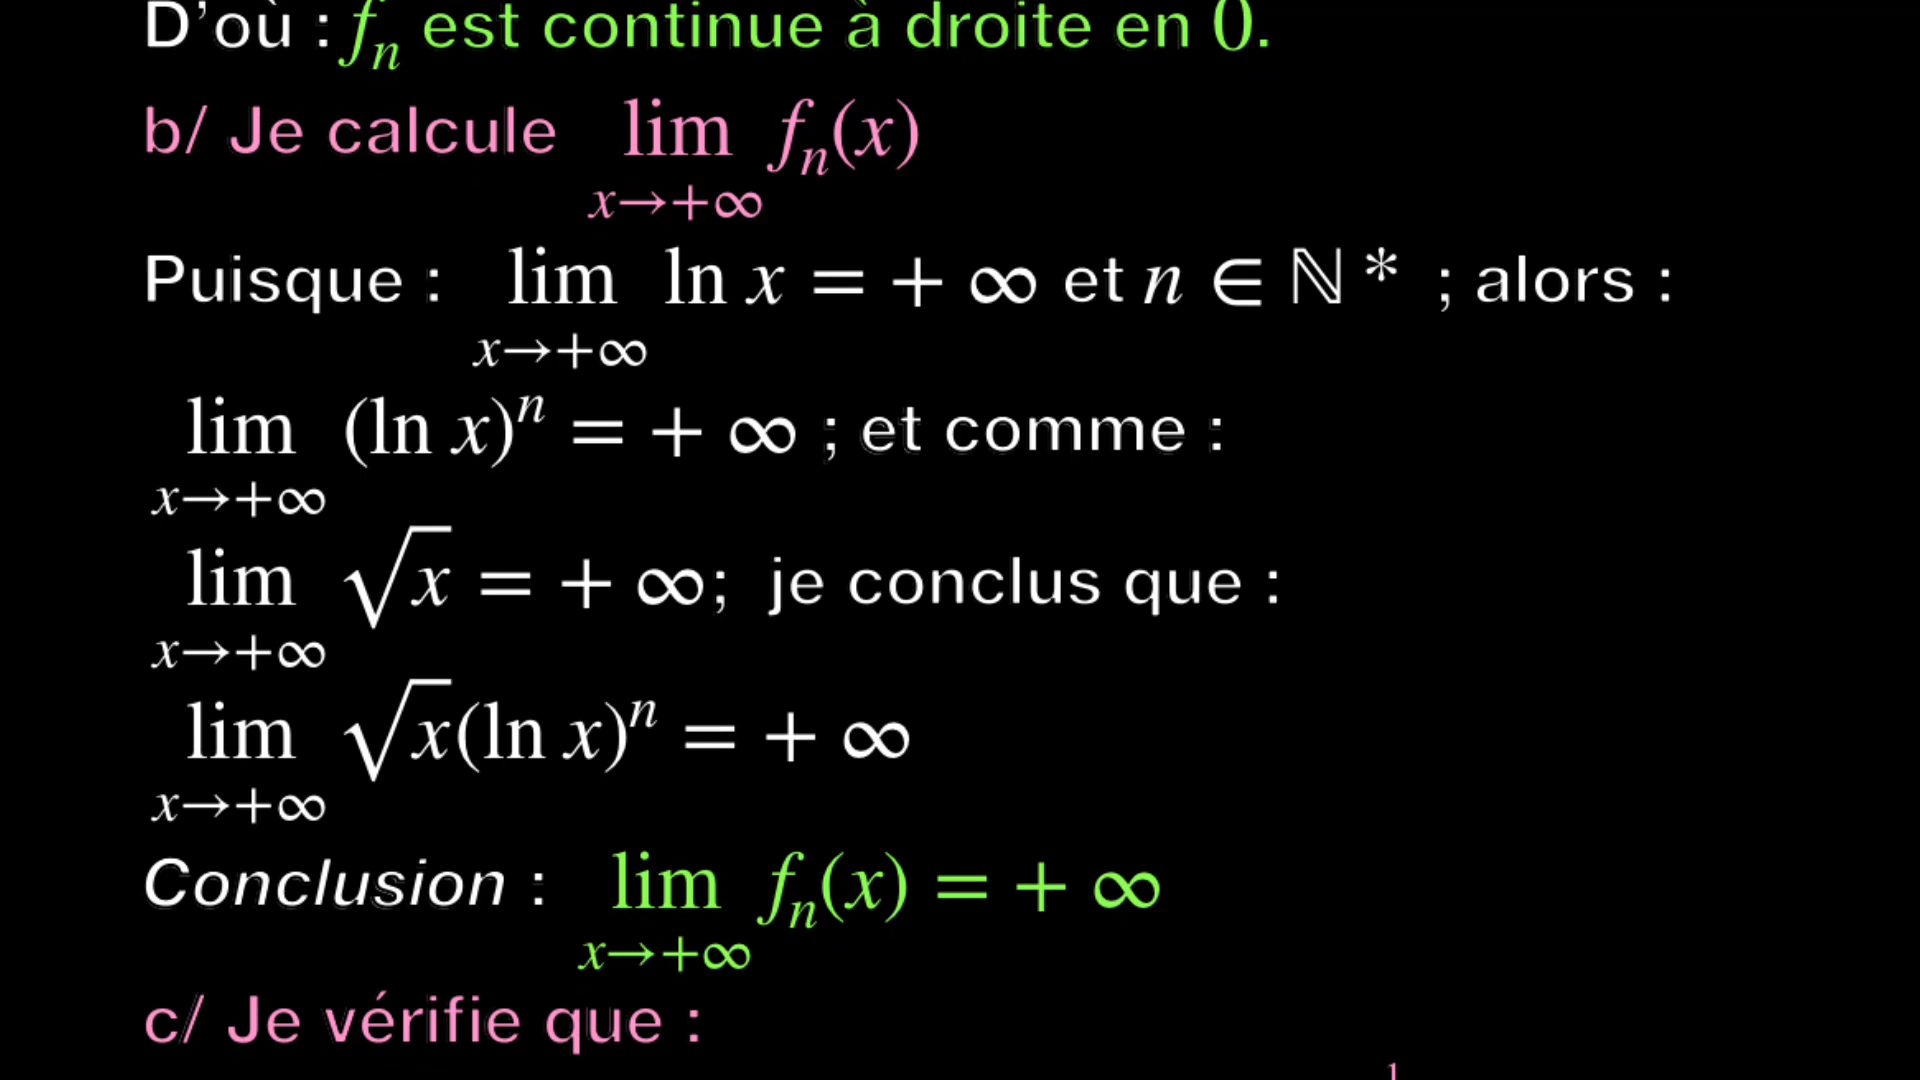 D'où : fₙ est continue à droite en 0.
b/ Je calcule lim fₙ(x)
x→+∞
Puisque : lim ln x = + ∞ et n ∈ ℕ * ; alors :
x→+∞
lim (ln x)ⁿ = + ∞ ; et comme :
x→+∞
lim √x = + ∞; je conclus que :
x→+∞
lim √x(ln x)ⁿ = + ∞
x→+∞
Conclusion : lim fₙ(x) = + ∞
x→+∞
c/ Je vérifie que :
1